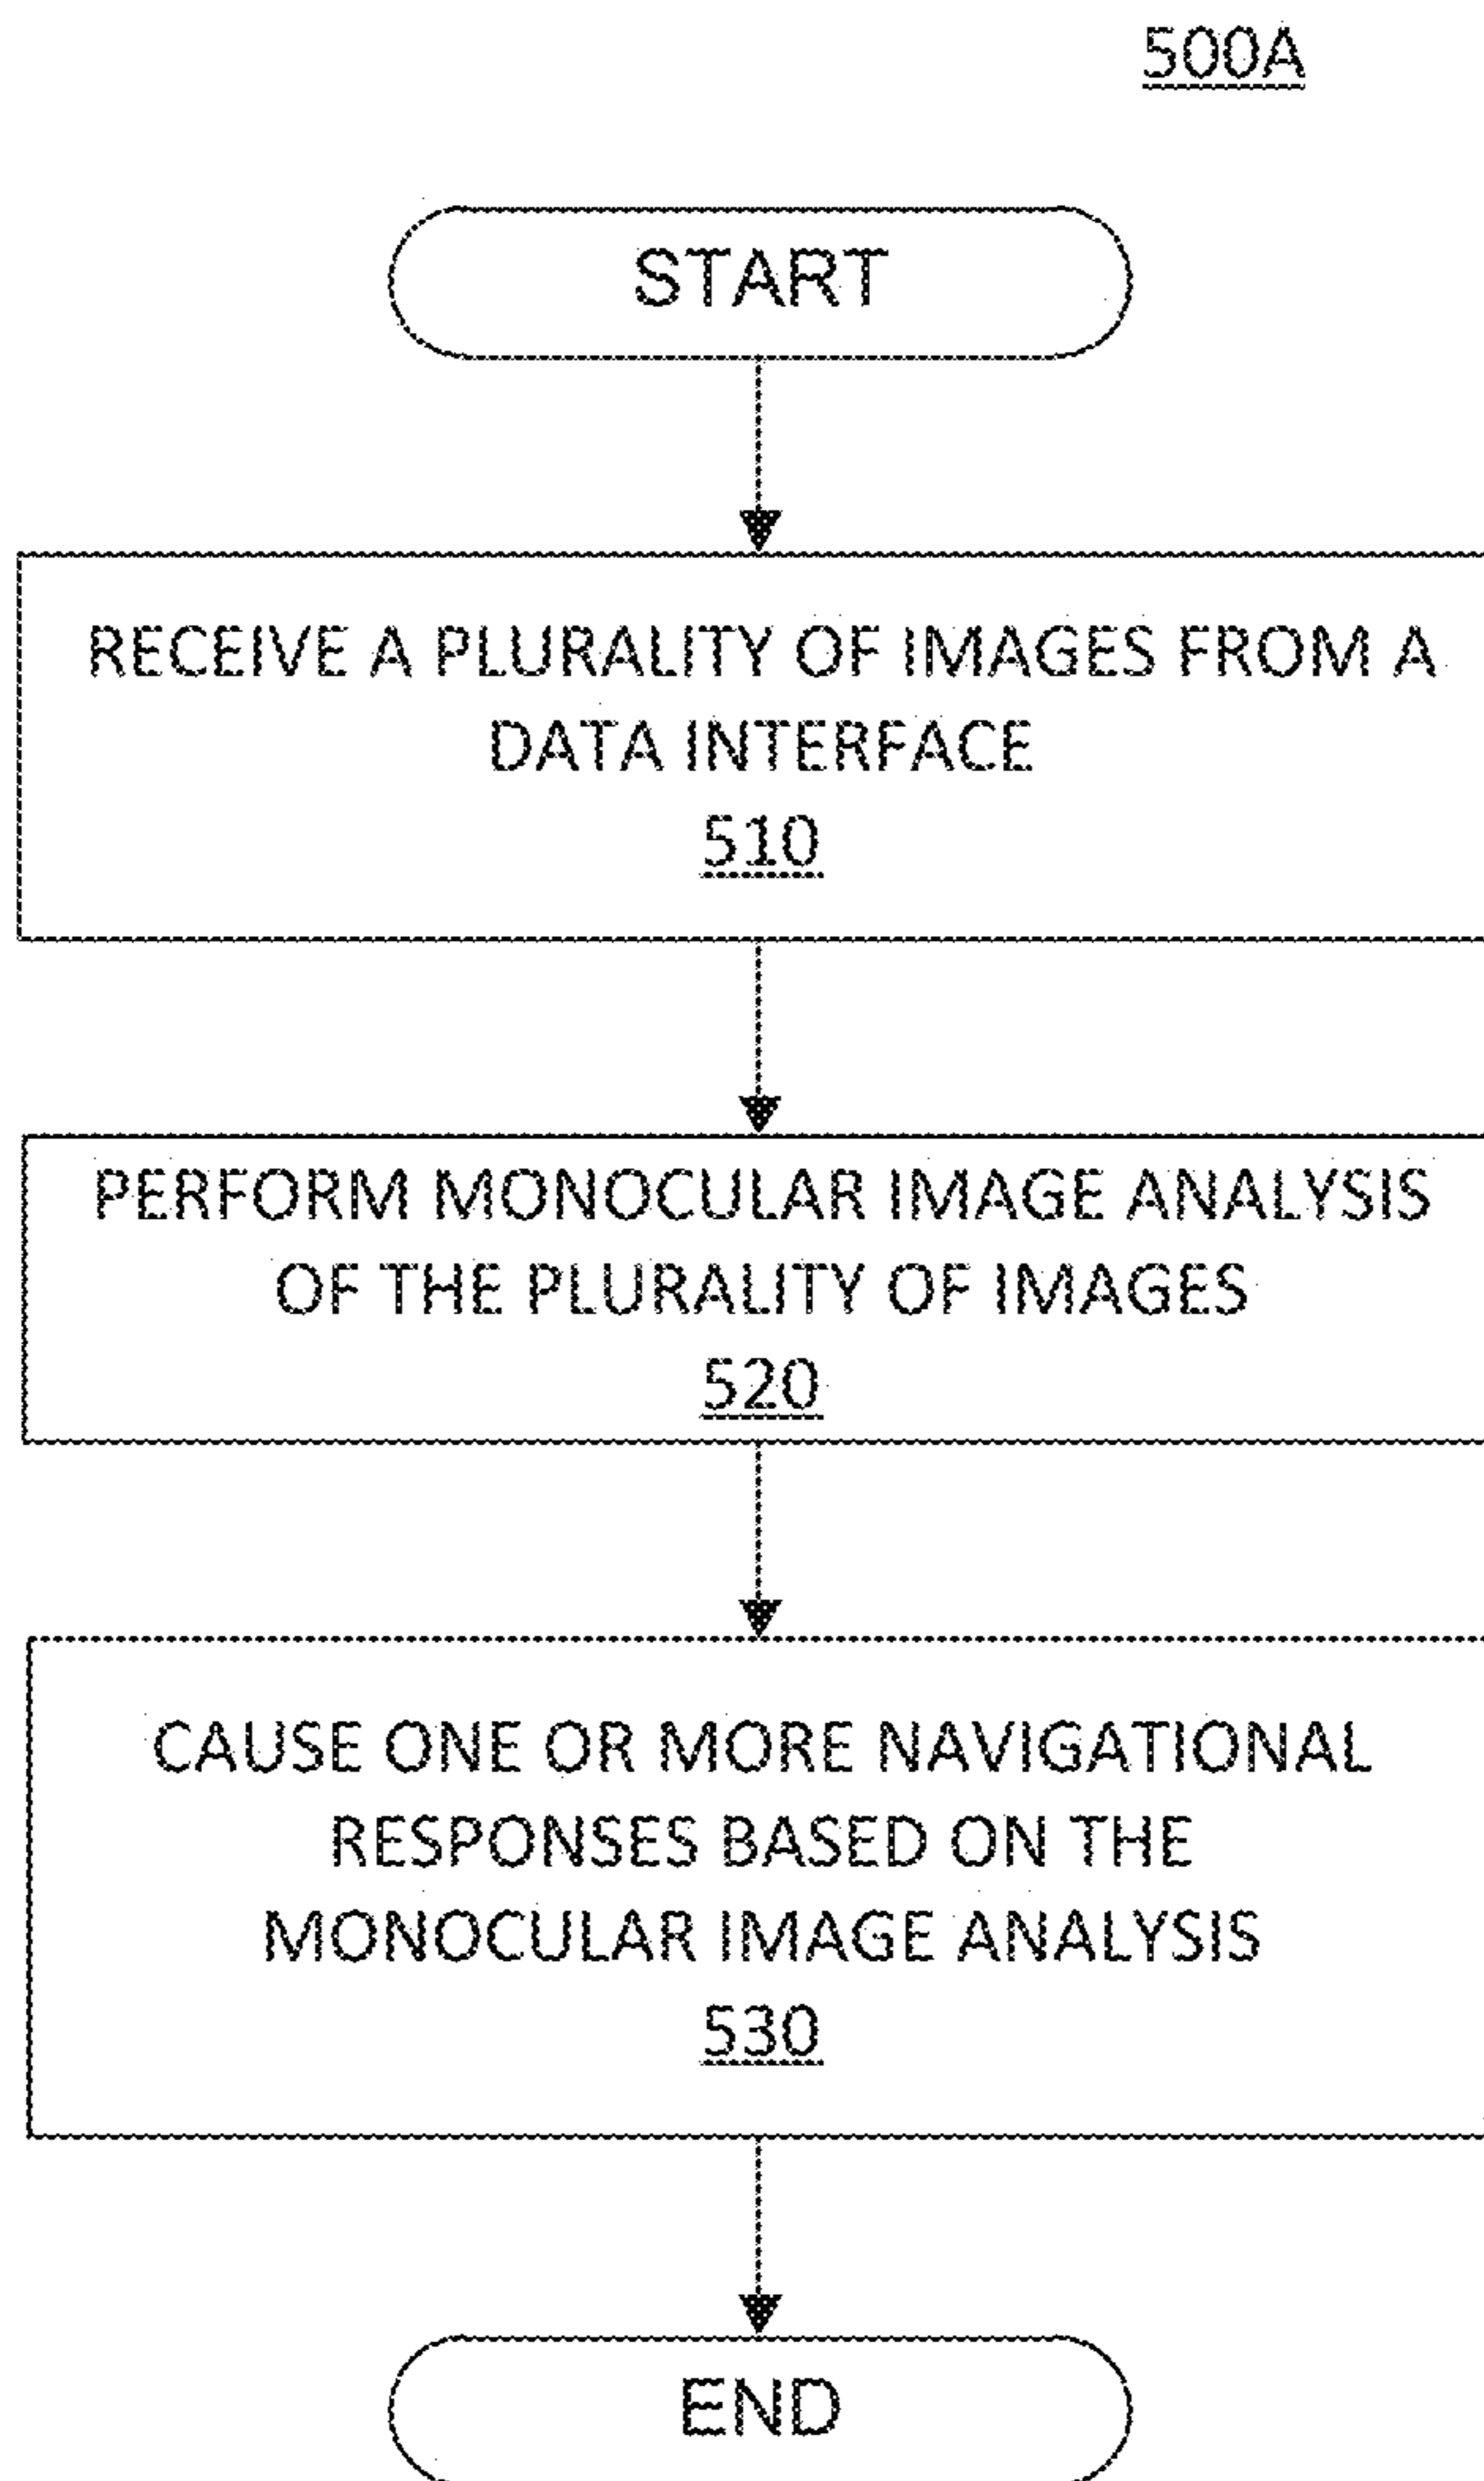 500A
START
RECEIVE A PLURALITY OF IMAGES FROM A
DATA INTERFACE
510
PERFORM MONOCULAR IMAGE ANALYSIS
OF THE PLURALITY OF IMAGES
520
CAUSE ONE OR MORE NAVIGATIONAL
RESPONSES BASED ON THE
MONOCULAR IMAGE ANALYSIS
530
END